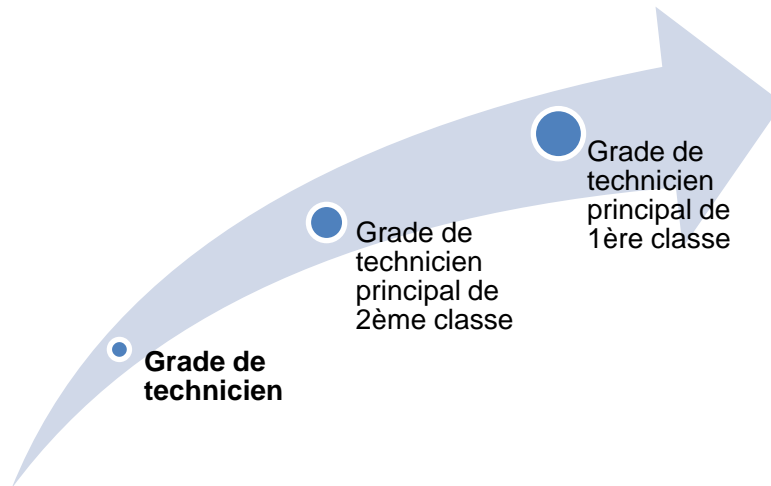 Grade de
technicien
principal de
1ère classe
Grade de
technicien
principal de
2ème classe
Grade de
technicien